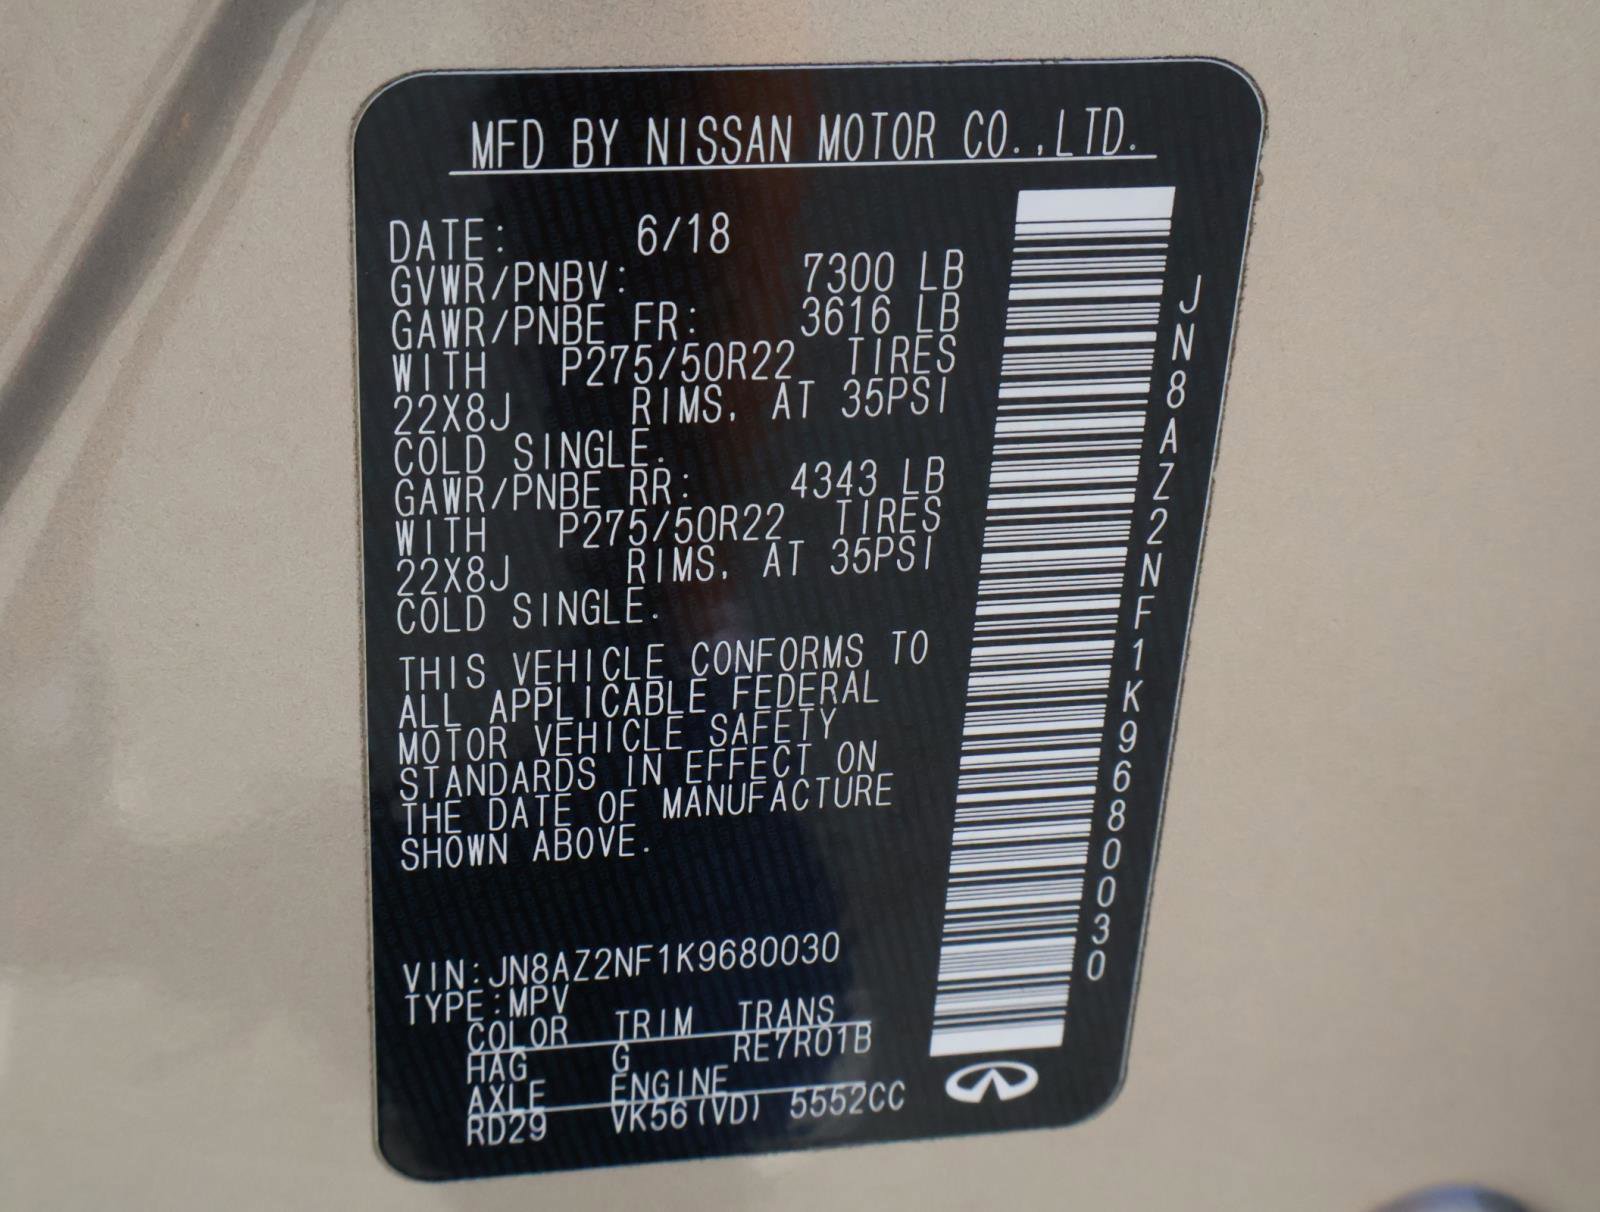 MFD BY NISSAN MOTOR CO.,LTD.
DATE: 6/18
GVWR/PNBV: 7300 LB
GAWR/PNBE FR: 3616 LB
WITH P275/50R22 TIRES
22X8J RIMS, AT 35PSI
COLD SINGLE.
GAWR/PNBE RR: 4343 LB
WITH P275/50R22 TIRES
22X8J RIMS, AT 35PSI
COLD SINGLE.
THIS VEHICLE CONFORMS TO
ALL APPLICABLE FEDERAL
MOTOR VEHICLE SAFETY
STANDARDS IN EFFECT ON
THE DATE OF MANUFACTURE
SHOWN ABOVE.
VIN:JN8AZ2NF1K9680030
TYPE:MPV
COLOR TRIM TRANS
HAG G RE7R01B
AXLE ENGINE
RD29 VK56(VD) 5552CC
JN8AZ2NF1K9680030